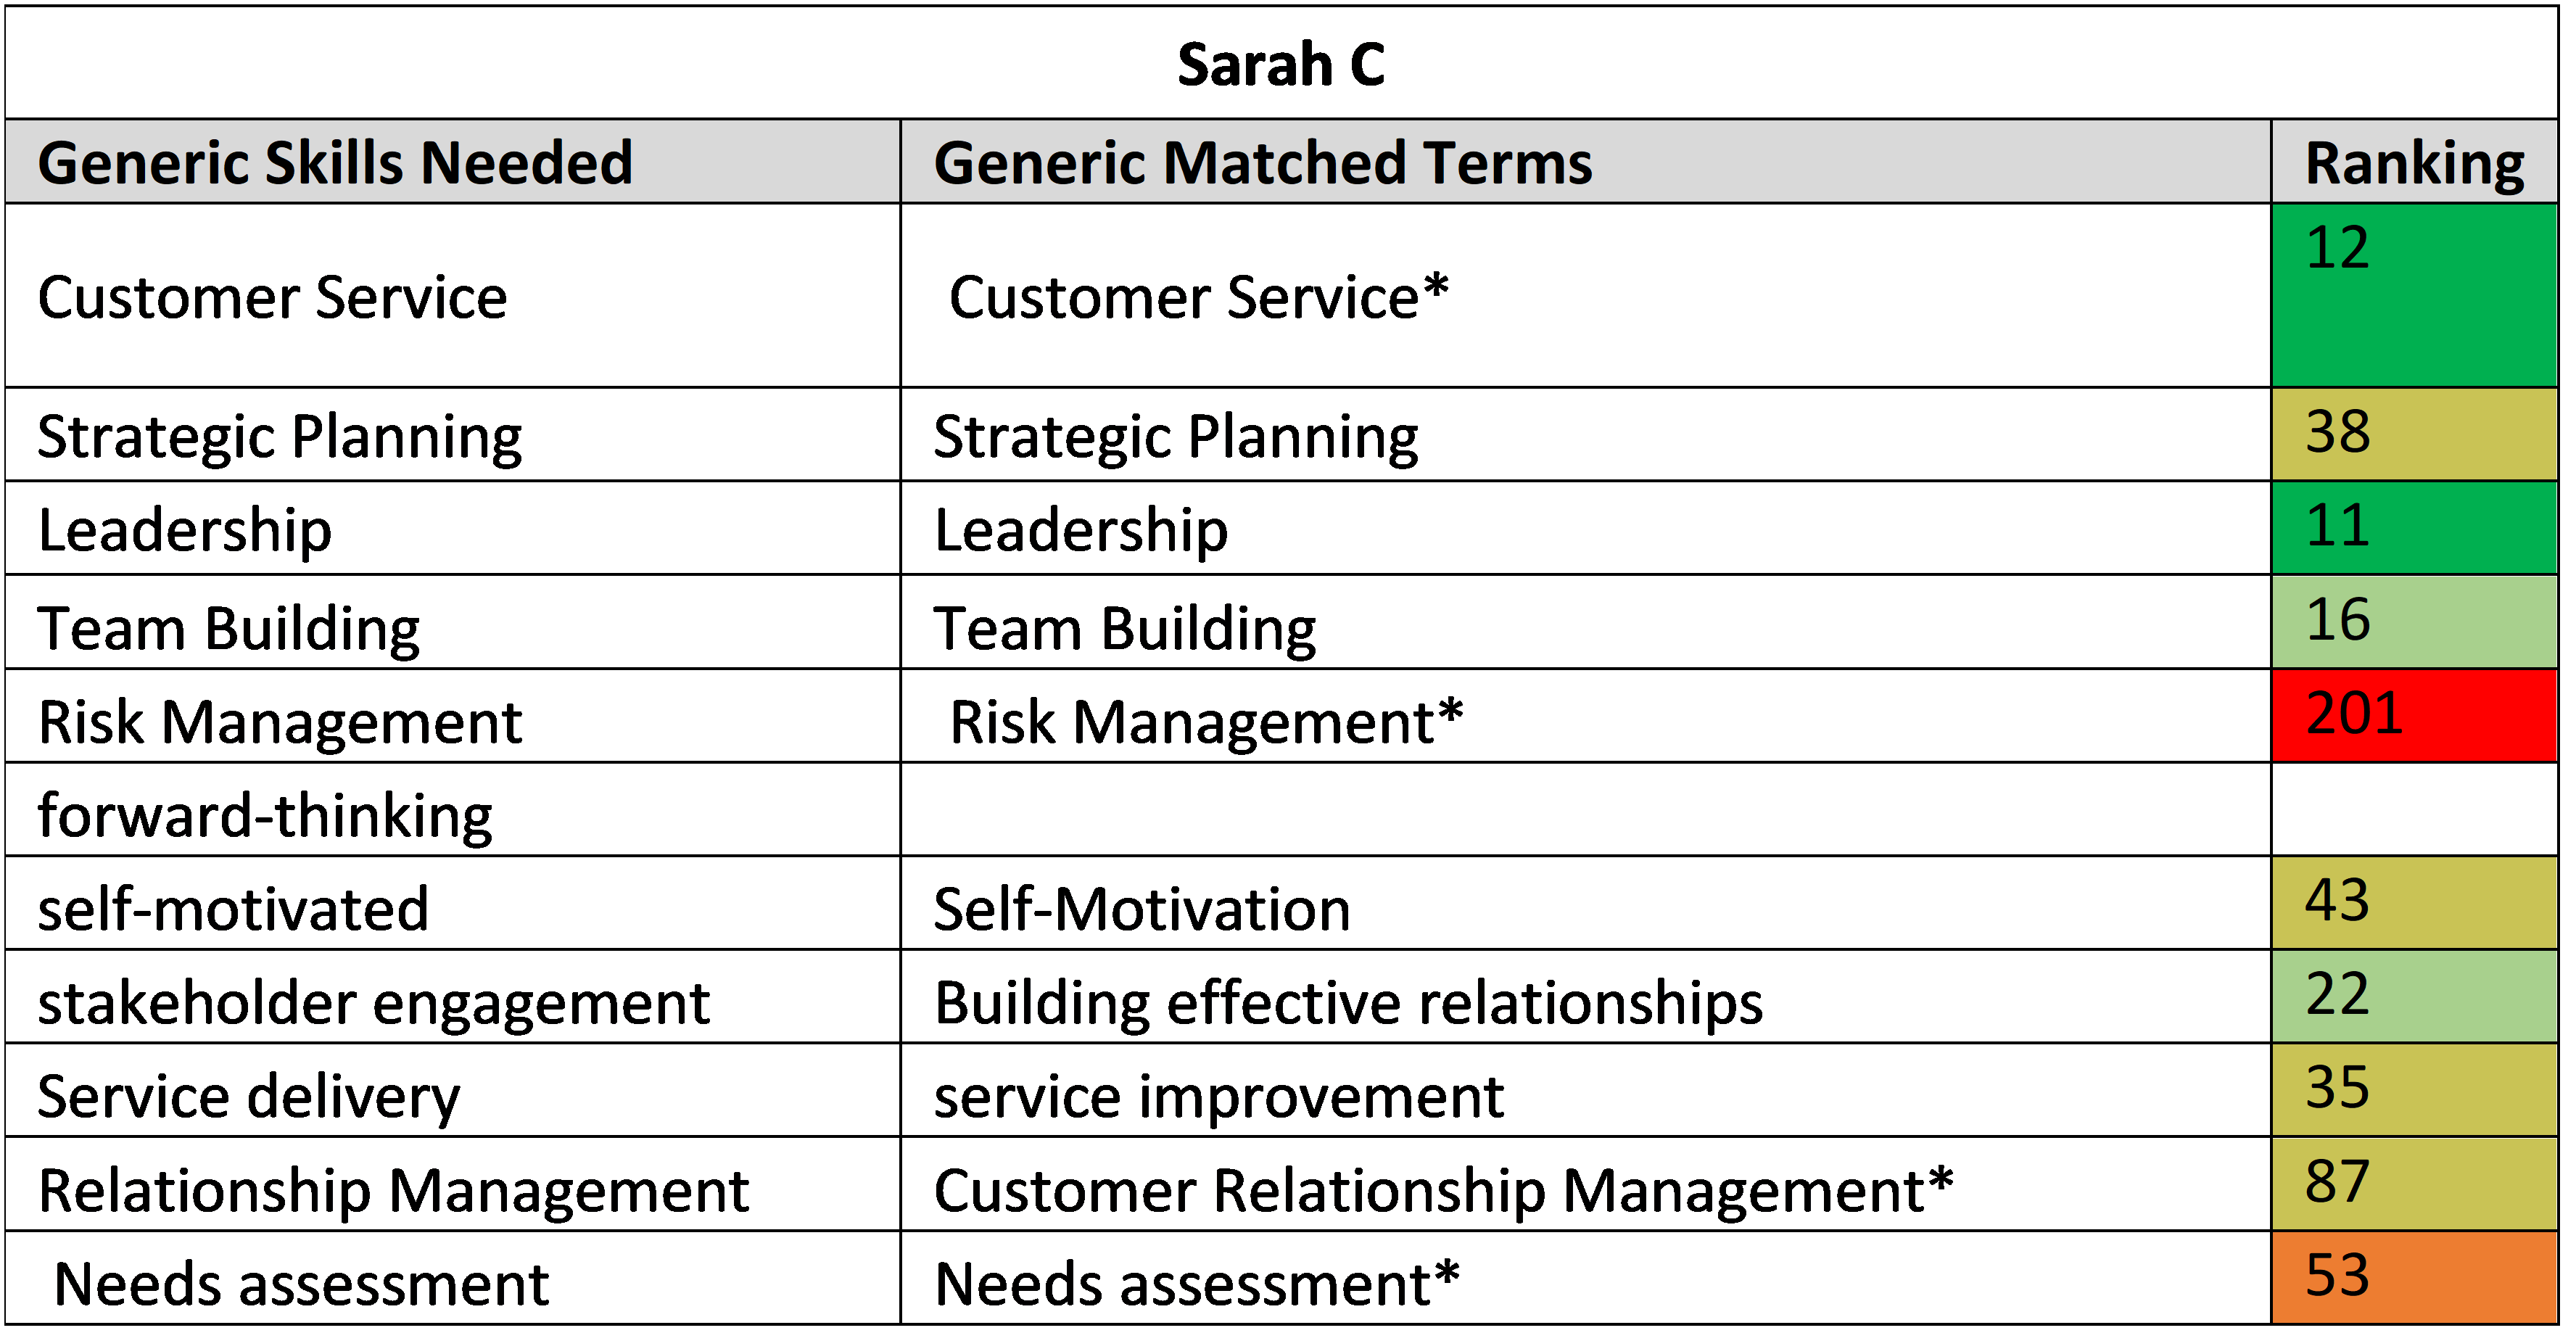 Sarah C
Generic Skills Needed Generic Matched Terms Ranking
Customer Service Customer Service* 12
Strategic Planning Strategic Planning 38
Leadership Leadership 11
Team Building Team Building 16
Risk Management Risk Management* 201
forward-thinking
self-motivated Self-Motivation 43
stakeholder engagement Building effective relationships 22
Service delivery service improvement 35
Relationship Management Customer Relationship Management* 87
Needs assessment Needs assessment* 53